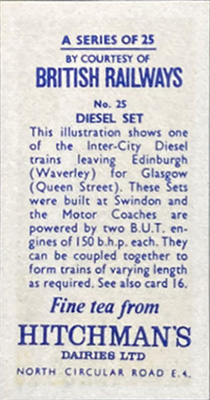 A SERIES OF 25
BY COURTESY OF
BRITISH RAILWAYS
No. 25
DIESEL SET
This illustration shows one
of the Inter-City Diesel
trains leaving Edinburgh
(Waverley) for Glasgow
(Queen Street). These Sets
were built at Swindon and
the Motor Coaches are
powered by two B.U.T. en-
gines of 150 b.h.p. each. They
can be coupled together to
form trains of varying length
as required. See also card 16.
Fine tea from
HITCHMAN'S
DAIRIES LTD
NORTH CIRCULAR ROAD E.4.